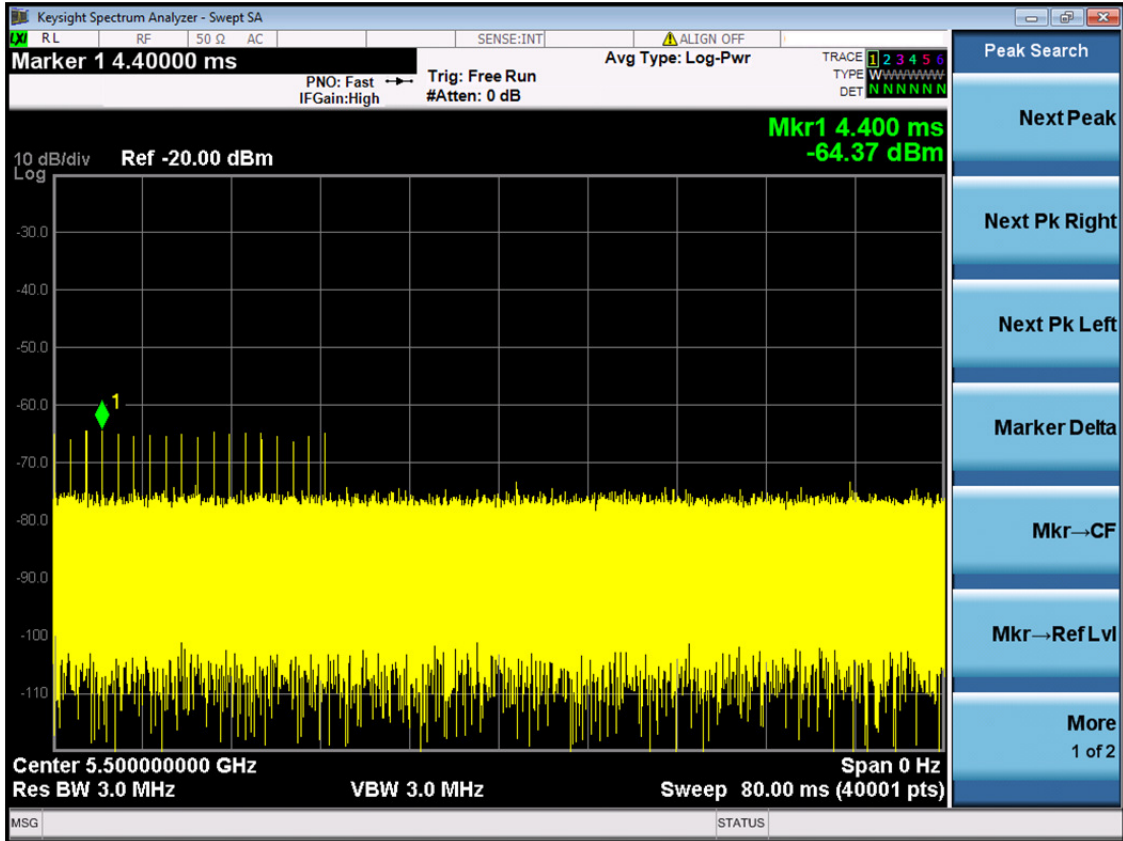 Keysight Spectrum Analyzer - Swept SA
LXI RL RF 50 Ω AC SENSE:INT ALIGN OFF
Marker 1 4.40000 ms
PNO: Fast
IFGain:High
Trig: Free Run
#Atten: 0 dB
Avg Type: Log-Pwr
TRACE 1 2 3 4 5 6
TYPE WWWWWW
DET N N N N N N
Mkr1 4.400 ms
-64.37 dBm
10 dB/div Ref -20.00 dBm
Log
-30.0
-40.0
-50.0
-60.0
-70.0
-80.0
-90.0
-100
-110
1
Center 5.500000000 GHz
Span 0 Hz
Res BW 3.0 MHz
VBW 3.0 MHz
Sweep 80.00 ms (40001 pts)
MSG
STATUS
Peak Search
Next Peak
Next Pk Right
Next Pk Left
Marker Delta
Mkr→CF
Mkr→Ref Lvl
More
1 of 2